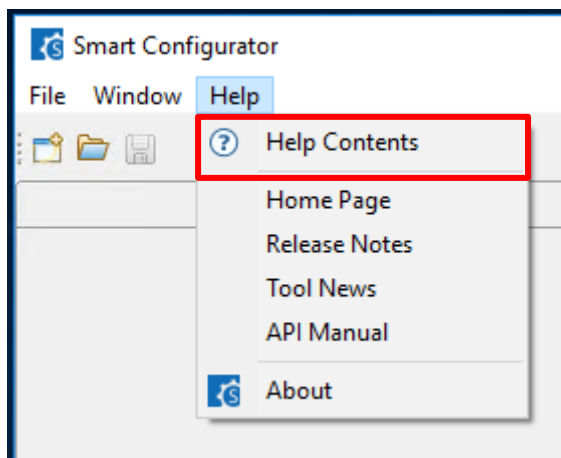 Smart Configurator
File Window Help
Help Contents
Home Page
Release Notes
Tool News
API Manual
About